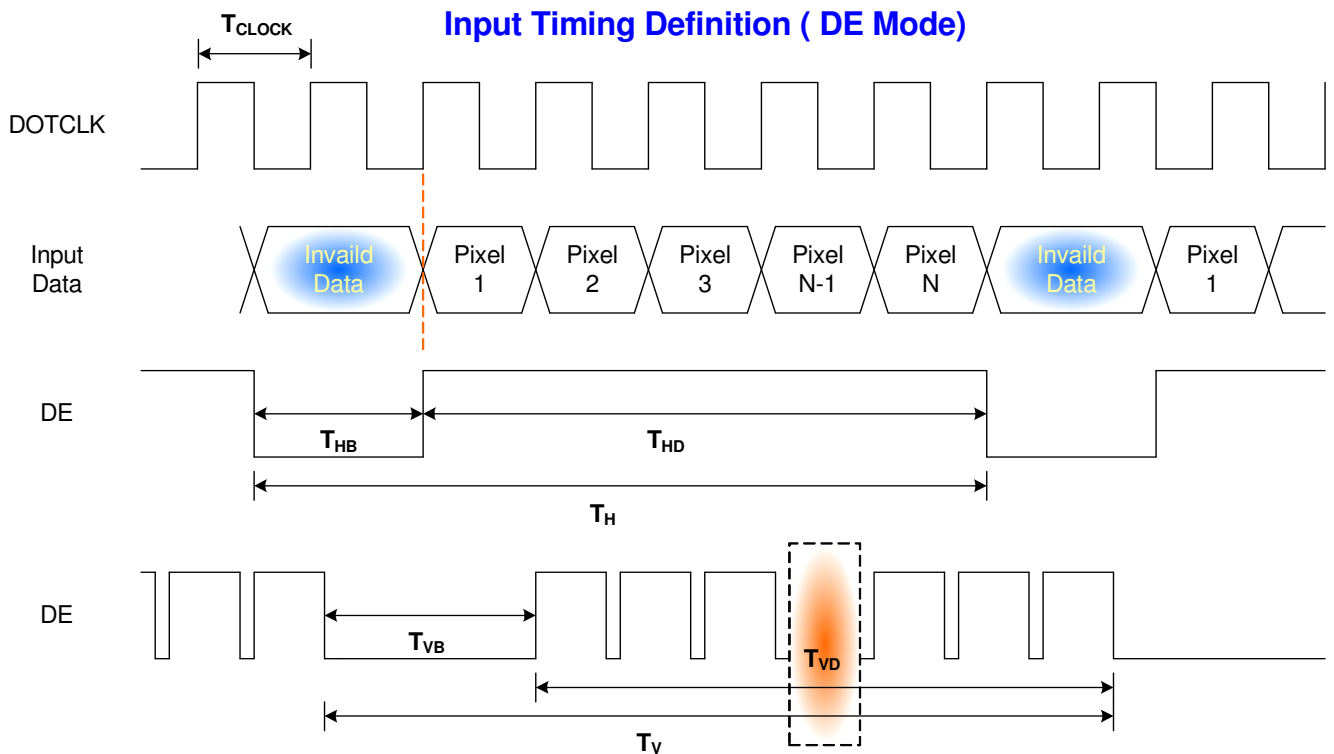 Input Timing Definition ( DE Mode)
TCLOCK
DOTCLK
Input
Data
Invaild
Data
Pixel
1
Pixel
2
Pixel
3
Pixel
N-1
Pixel
N
Invaild
Data
Pixel
1
DE
THB
THD
TH
DE
TVB
TVD
TV